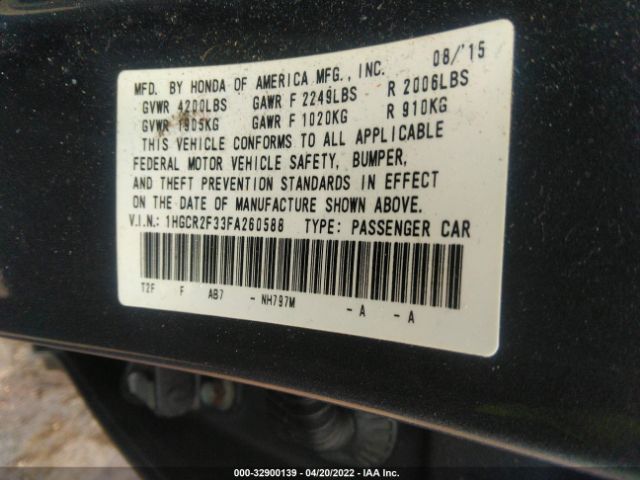 MFD. BY HONDA OF AMERICA MFG., INC. 08/'15
GVWR 4200LBS GAWR F 2249LBS R 2006LBS
GVWR 1905KG GAWR F 1020KG R 910KG
THIS VEHICLE CONFORMS TO ALL APPLICABLE
FEDERAL MOTOR VEHICLE SAFETY, BUMPER,
AND THEFT PREVENTION STANDARDS IN EFFECT
ON THE DATE OF MANUFACTURE SHOWN ABOVE.
V.I.N.: 1HGCR2F33FA260588 TYPE: PASSENGER CAR
T2F F AB7 - NH797M - A - A
000-32900139 - 04/20/2022 - IAA Inc.